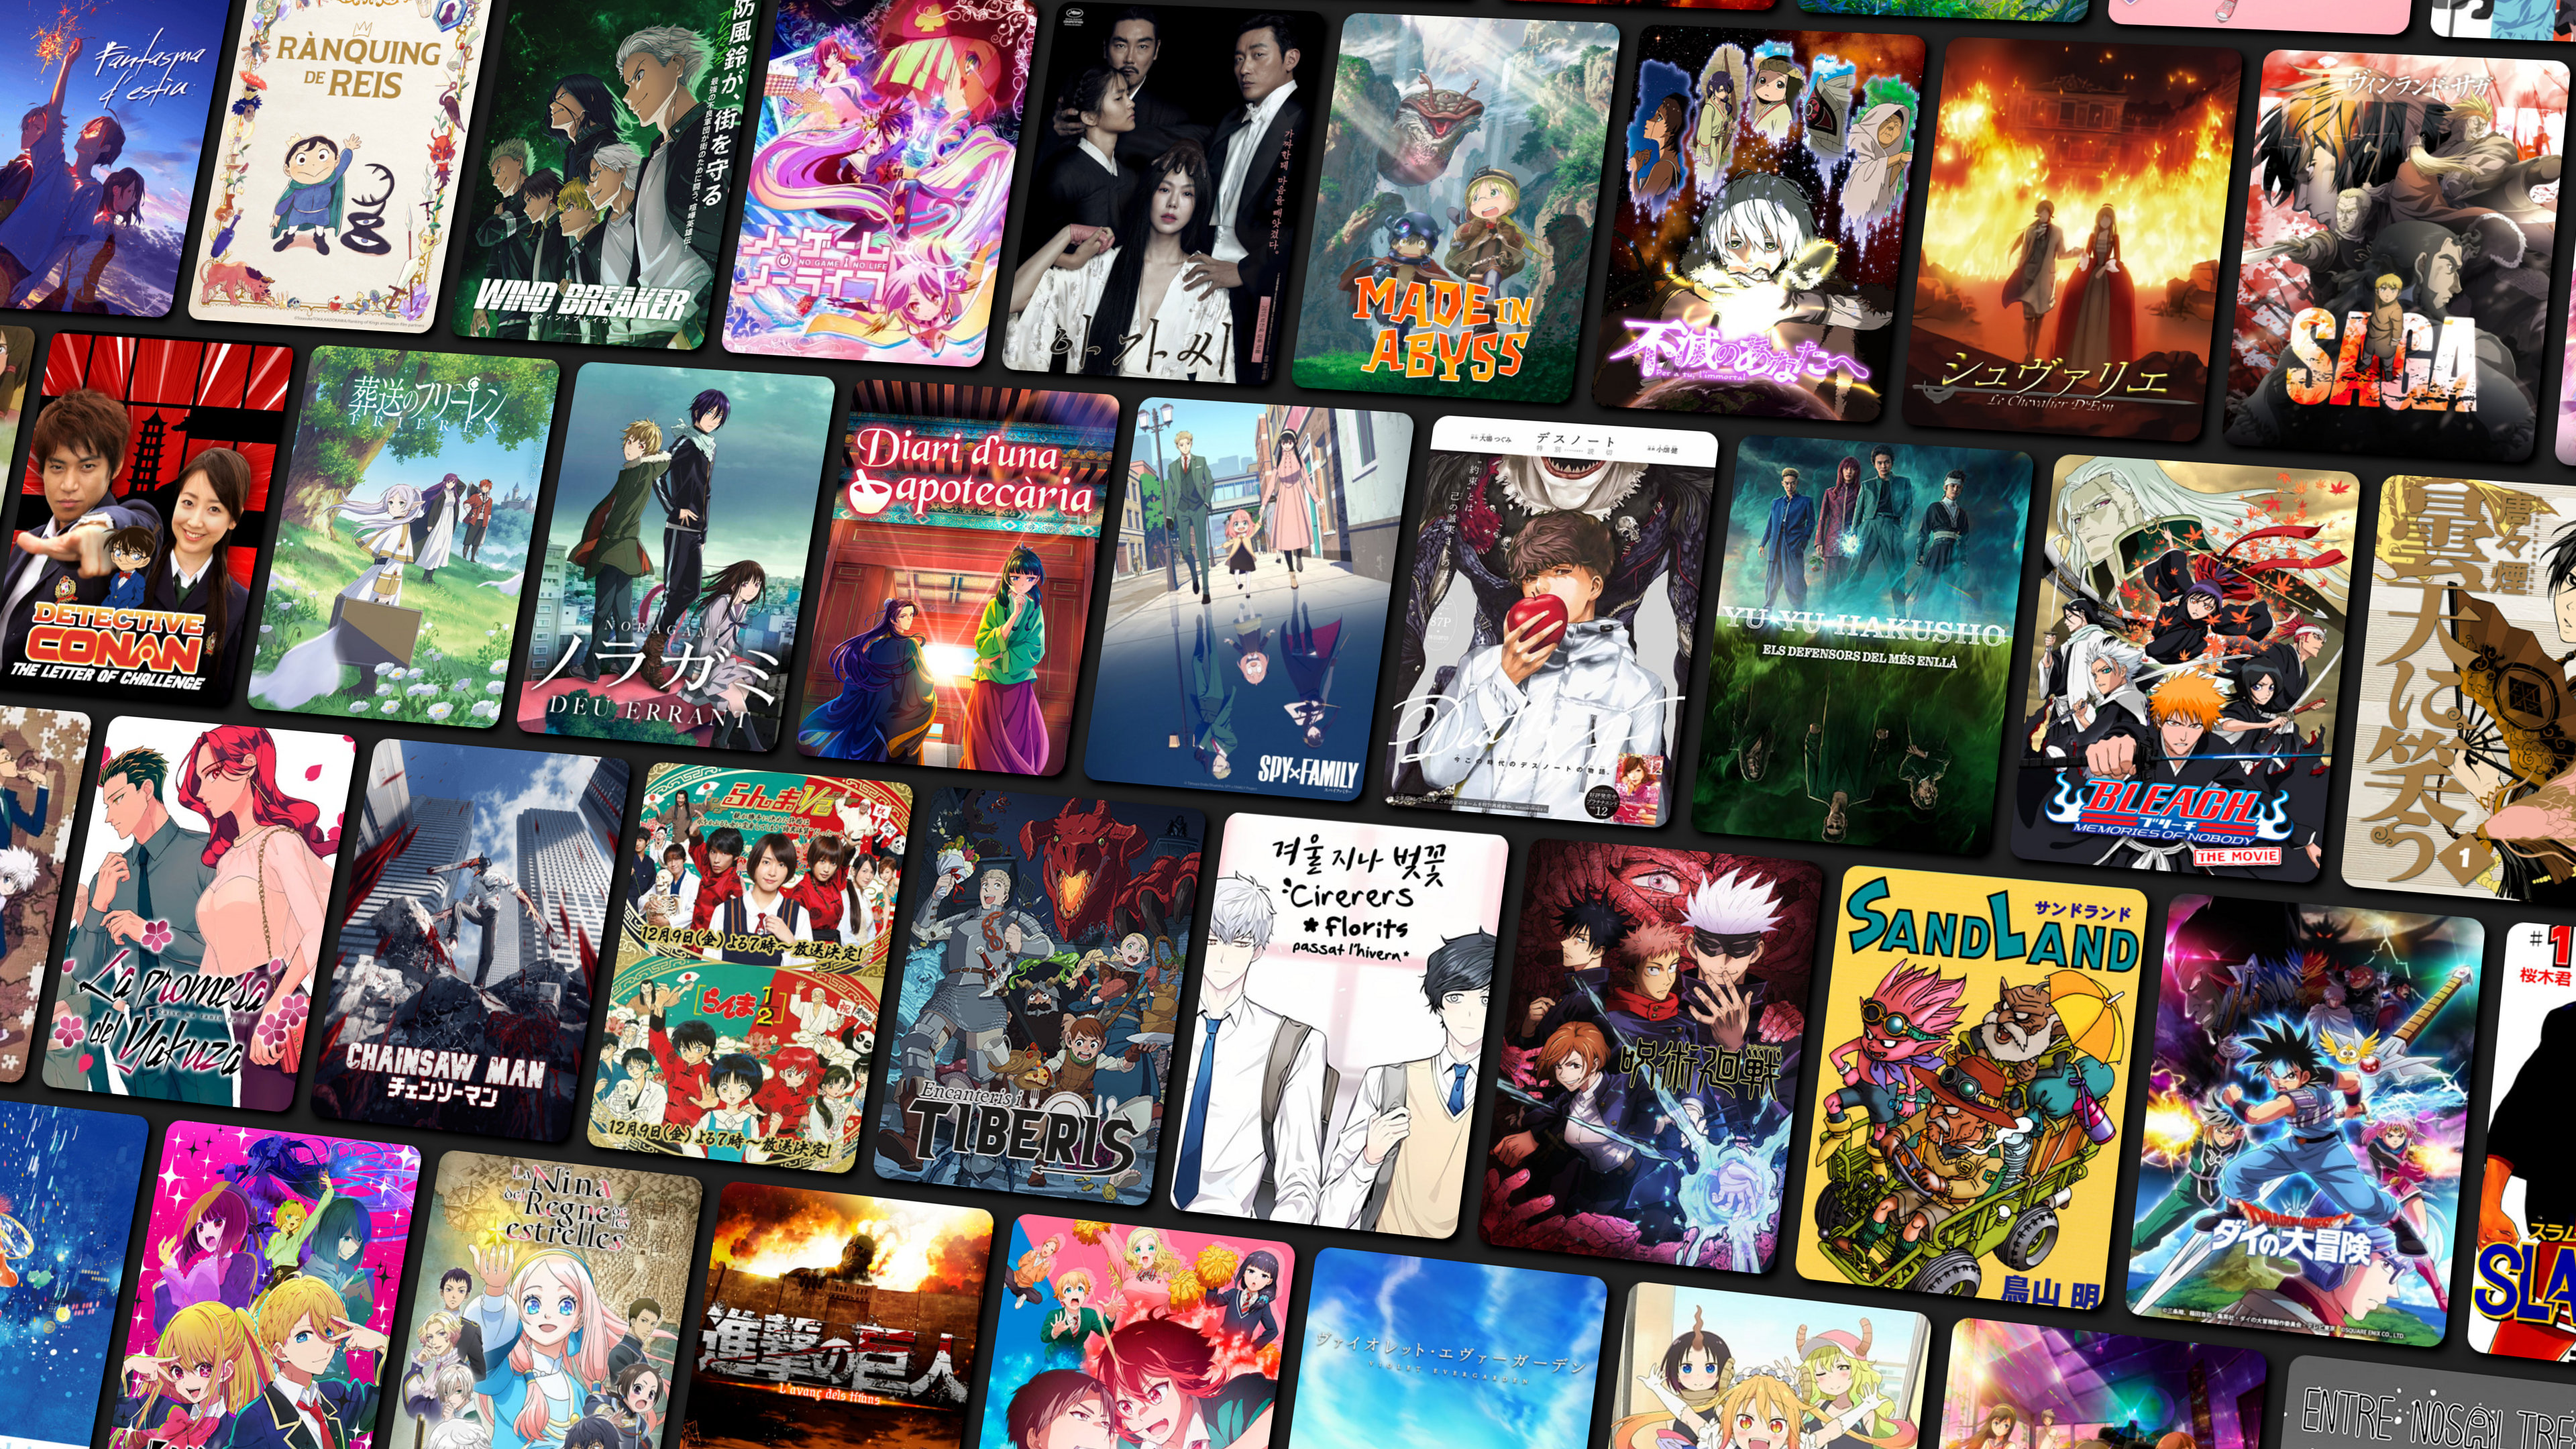 Fantasma
d'estiu:
RÀNQUING
DE REIS
防風鈴が、街を守る
WIND BREAKER
ウィンドブレイカー
ノーゲーム
NO GAME NO LIFE
ノーライフ
아가씨
MADE IN
ABYSS
不滅のあなたへ
Per a tu, l'immortal
シュヴァリエ
Le Chevalier D'Eon
ヴィンランド・サガ
SAGA
DETECTIVE
CONAN
THE LETTER OF CHALLENGE
葬送のフリーレン
FRIEREN
NORAGAMI
ノラガミ
DEU ERRANT
Diari d'una
apotecària
SPY×FAMILY
デスノート
YU YU HAKUSHO
ELS DEFENSORS DEL MÉS ENLLÀ
BLEACH
ブリーチ
MEMORIES OF NOBODY
THE MOVIE
唐々煙
曇天に笑う
1
La promesa
del Yakuza
CHAINSAW MAN
チェンソーマン
らんま1/2
12月9日(金)よる7時〜放送決定!
らんま1/2
12月9日(金)よる7時〜放送決定!
Encanteris i
TIBERIS
겨울 지나 벚꽃
Cirerers
florits
passat l'hivern
呪術廻戦
SANDLAND
サンドランド
鳥山明
DRAGON QUEST
ダイの大冒険
#1
桜木君
スラム
SLA
La Nina
del Regne de les
estrelles
進撃の巨人
L'avanç dels titans
ヴァイオレット・エヴァーガーデン
VIOLET EVERGARDEN